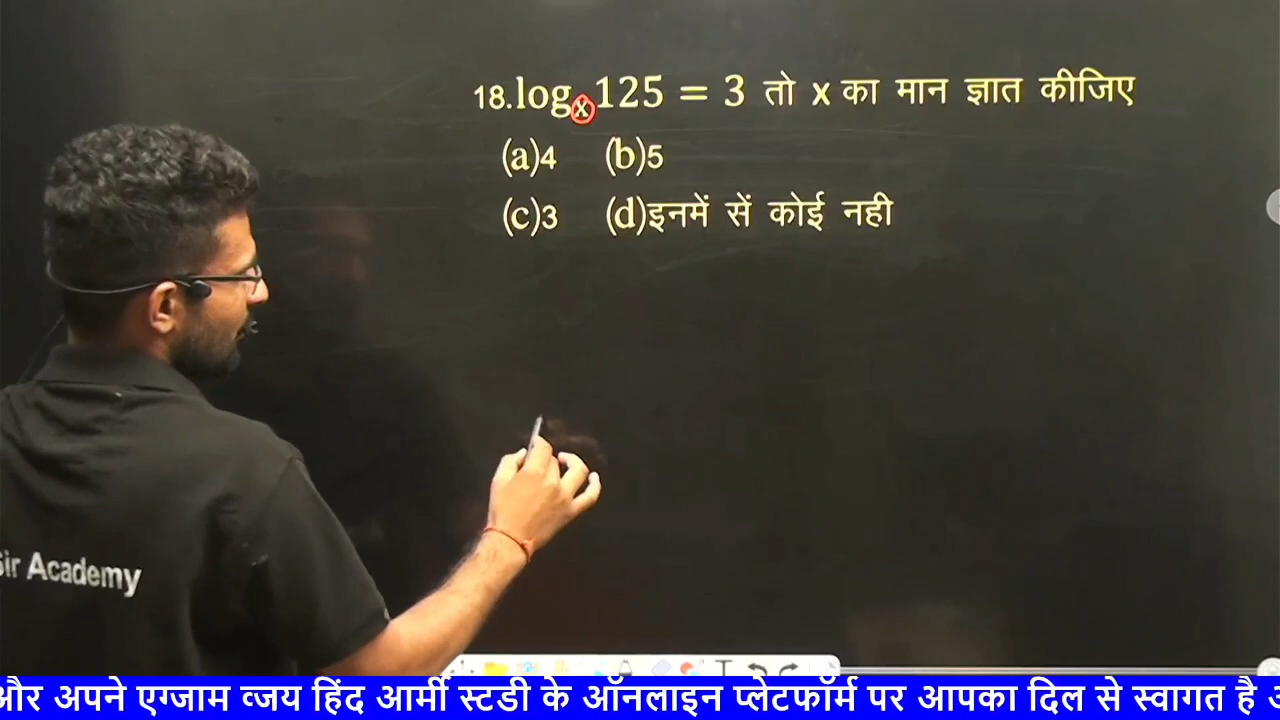 18.logₓ125 = 3 तो x का मान ज्ञात कीजिए
(a)4 (b)5
(c)3 (d)इनमें सें कोई नही
Sir Academy
और अपने एग्जाम व्जय हिंद आर्मी स्टडी के ऑनलाइन प्लेटफॉर्म पर आपका दिल से स्वागत है